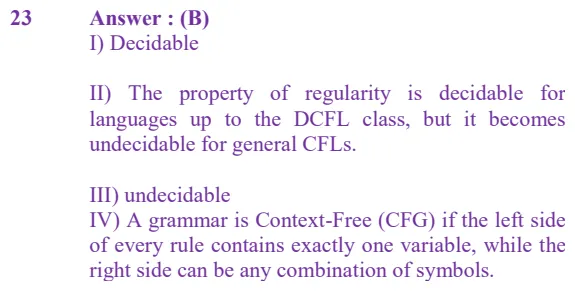 23 Answer : (B)
I) Decidable
II) The property of regularity is decidable for
languages up to the DCFL class, but it becomes
undecidable for general CFLs.
III) undecidable
IV) A grammar is Context-Free (CFG) if the left side
of every rule contains exactly one variable, while the
right side can be any combination of symbols.